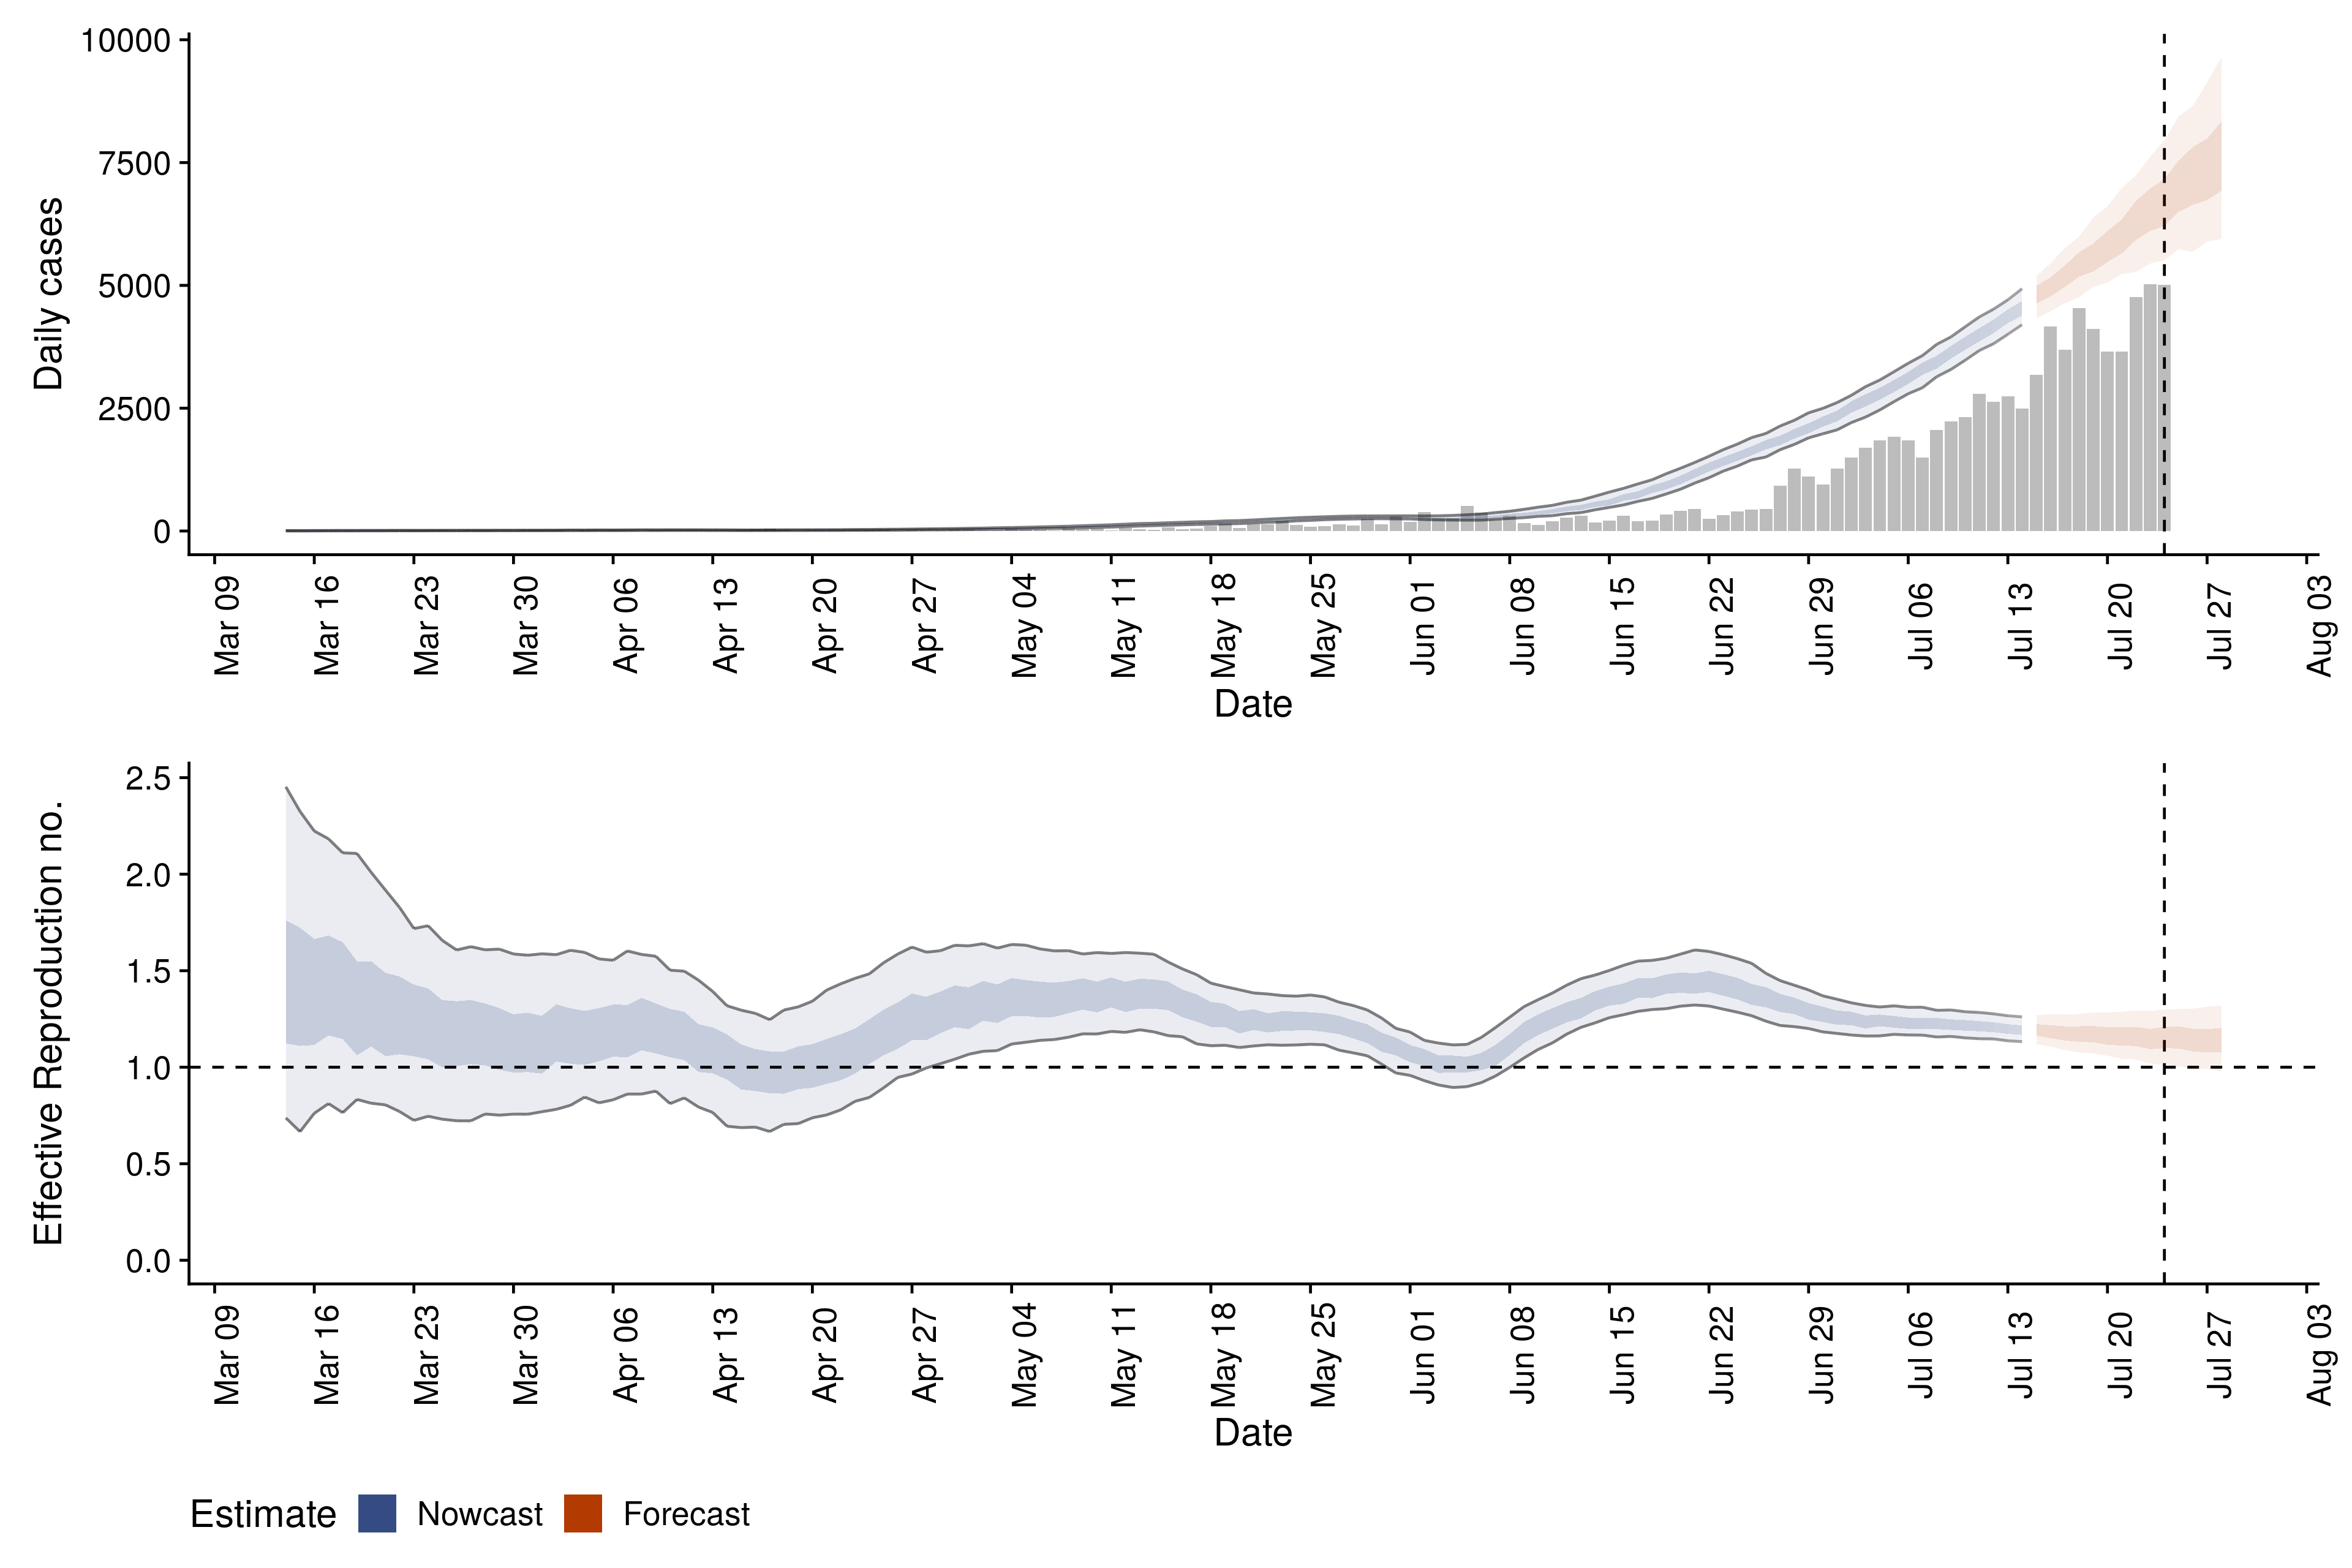 10000
7500
5000
2500
0
Daily cases
Mar 09 Mar 16 Mar 23 Mar 30 Apr 06 Apr 13 Apr 20 Apr 27 May 04 May 11 May 18 May 25 Jun 01 Jun 08 Jun 15 Jun 22 Jun 29 Jul 06 Jul 13 Jul 20 Jul 27 Aug 03
Date
2.5
2.0
1.5
1.0
0.5
0.0
Effective Reproduction no.
Mar 09 Mar 16 Mar 23 Mar 30 Apr 06 Apr 13 Apr 20 Apr 27 May 04 May 11 May 18 May 25 Jun 01 Jun 08 Jun 15 Jun 22 Jun 29 Jul 06 Jul 13 Jul 20 Jul 27 Aug 03
Date
Estimate Nowcast Forecast